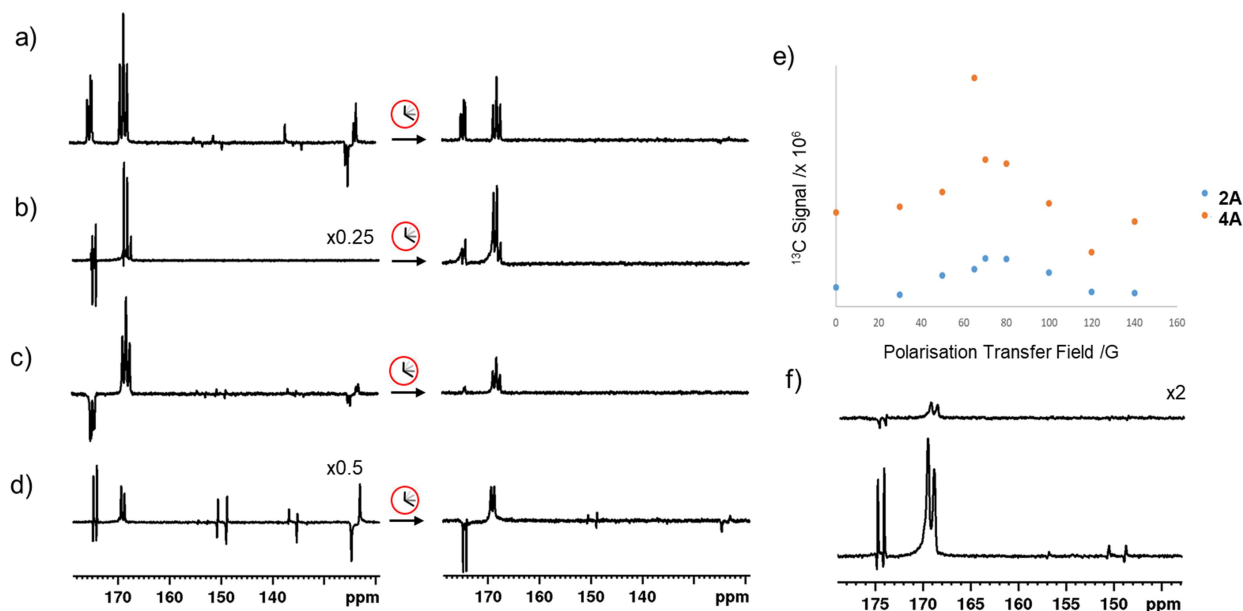 a)
b)
x0.25
c)
d)
x0.5
170 160 150 140 ppm
170 160 150 140 ppm
e)
¹³C Signal /x 10⁶
0 20 40 60 80 100 120 140 160
Polarisation Transfer Field /G
2A
4A
f)
x2
175 170 165 160 155 150 ppm